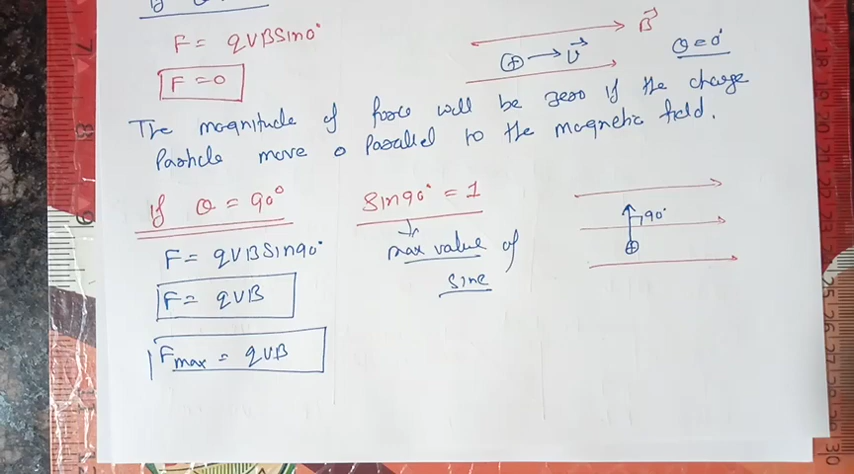 F = qVBSin0°
F = 0
B
V
θ = 0°
The magnitude of force will be zero if the charge
Particle move o Parallel to the magnetic field.
If θ = 90°
Sin90° = 1
max value of
sine
90°
F = qVBSin90°
F = qVB
Fmax = qVB